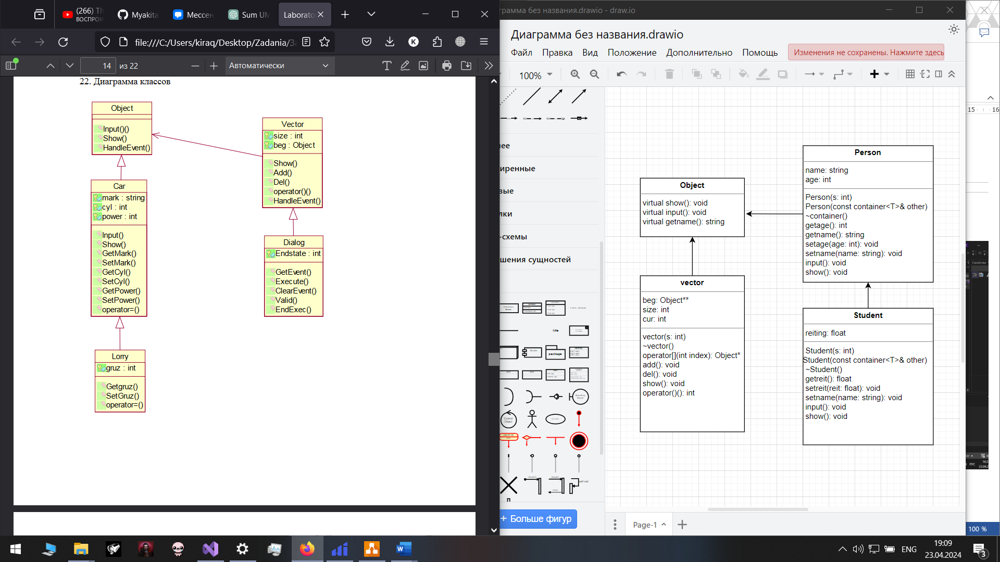 (266) Th
ВОСПРОИ
Myakita
Мессен
Sum UM
Laborato
file:///C:/Users/kiraq/Desktop/Zadania/За
14 из 22
Автоматически
22. Диаграмма классов
Object
Input()()
Show()
HandleEvent()
Car
mark : string
cyl : int
power : int
Input()
Show()
GetMark()
SetMark()
GetCyl()
SetCyl()
GetPower()
SetPower()
operator=()
Lorry
gruz : int
Getgruz()
SetGruz()
operator=()
Vector
size : int
beg : Object
Show()
Add()
Del()
operator()()
HandleEvent()
Dialog
Endstate : int
GetEvent()
Execute()
ClearEvent()
Valid()
EndExec()
грамма без названия.drawio - draw.io
Диаграмма без названия.drawio
Файл Правка Вид Положение Дополнительно Помощь
Изменения не сохранены. Нажмите здесь
100%
ее
иренные
вые
лки
-схемы
шения сущностей
Title
package
+ Больше фигур
Object
virtual show(): void
virtual input(): void
virtual getname(): string
vector
beg: Object**
size: int
cur: int
vector(s: int)
~vector()
operator[](int index): Object*
add(): void
del(): void
show(): void
operator()(): int
Person
name: string
age: int
Person(s: int)
Person(const container<T>& other)
~container()
getage(): int
getname(): string
setage(age: int): void
setname(name: string): void
input(): void
show(): void
Student
reiting: float
Student(s: int)
Student(const container<T>& other)
~Student()
getreit(): float
setreit(reit: float): void
setname(name: string): void
input(): void
show(): void
Page-1
15 16
100 %
ENG
19:09
23.04.2024
3